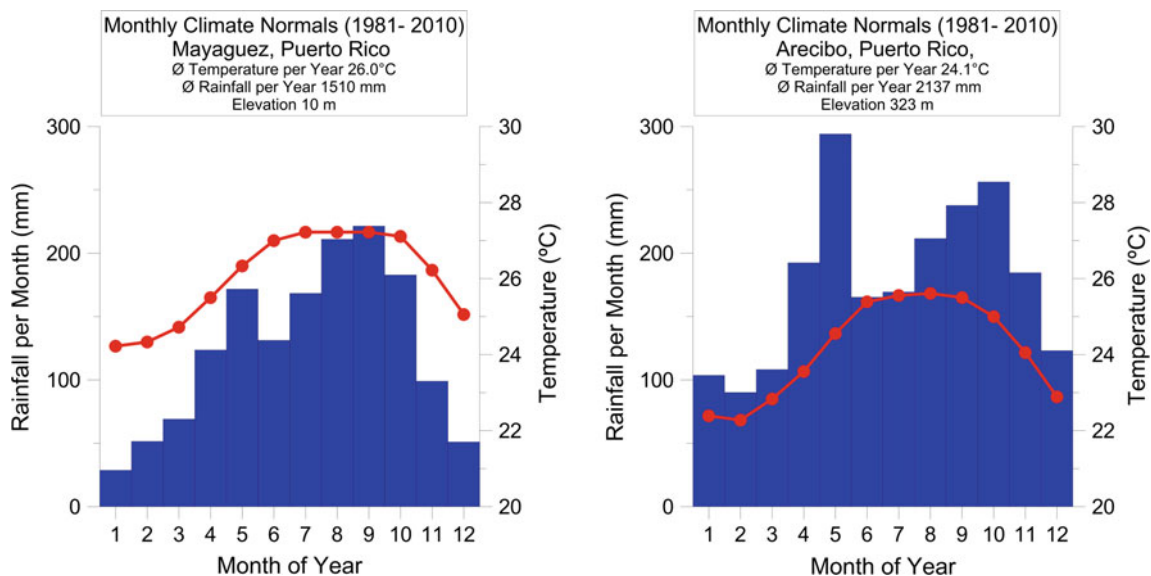 Monthly Climate Normals (1981- 2010)
Mayaguez, Puerto Rico
Ø Temperature per Year 26.0°C
Ø Rainfall per Year 1510 mm
Elevation 10 m
300
200
100
0
Rainfall per Month (mm)
30
28
26
24
22
20
Temperature (ºC)
1 2 3 4 5 6 7 8 9 10 11 12
Month of Year
Monthly Climate Normals (1981- 2010)
Arecibo, Puerto Rico,
Ø Temperature per Year 24.1°C
Ø Rainfall per Year 2137 mm
Elevation 323 m
300
200
100
0
Rainfall per Month (mm)
30
28
26
24
22
20
Temperature (ºC)
1 2 3 4 5 6 7 8 9 10 11 12
Month of Year